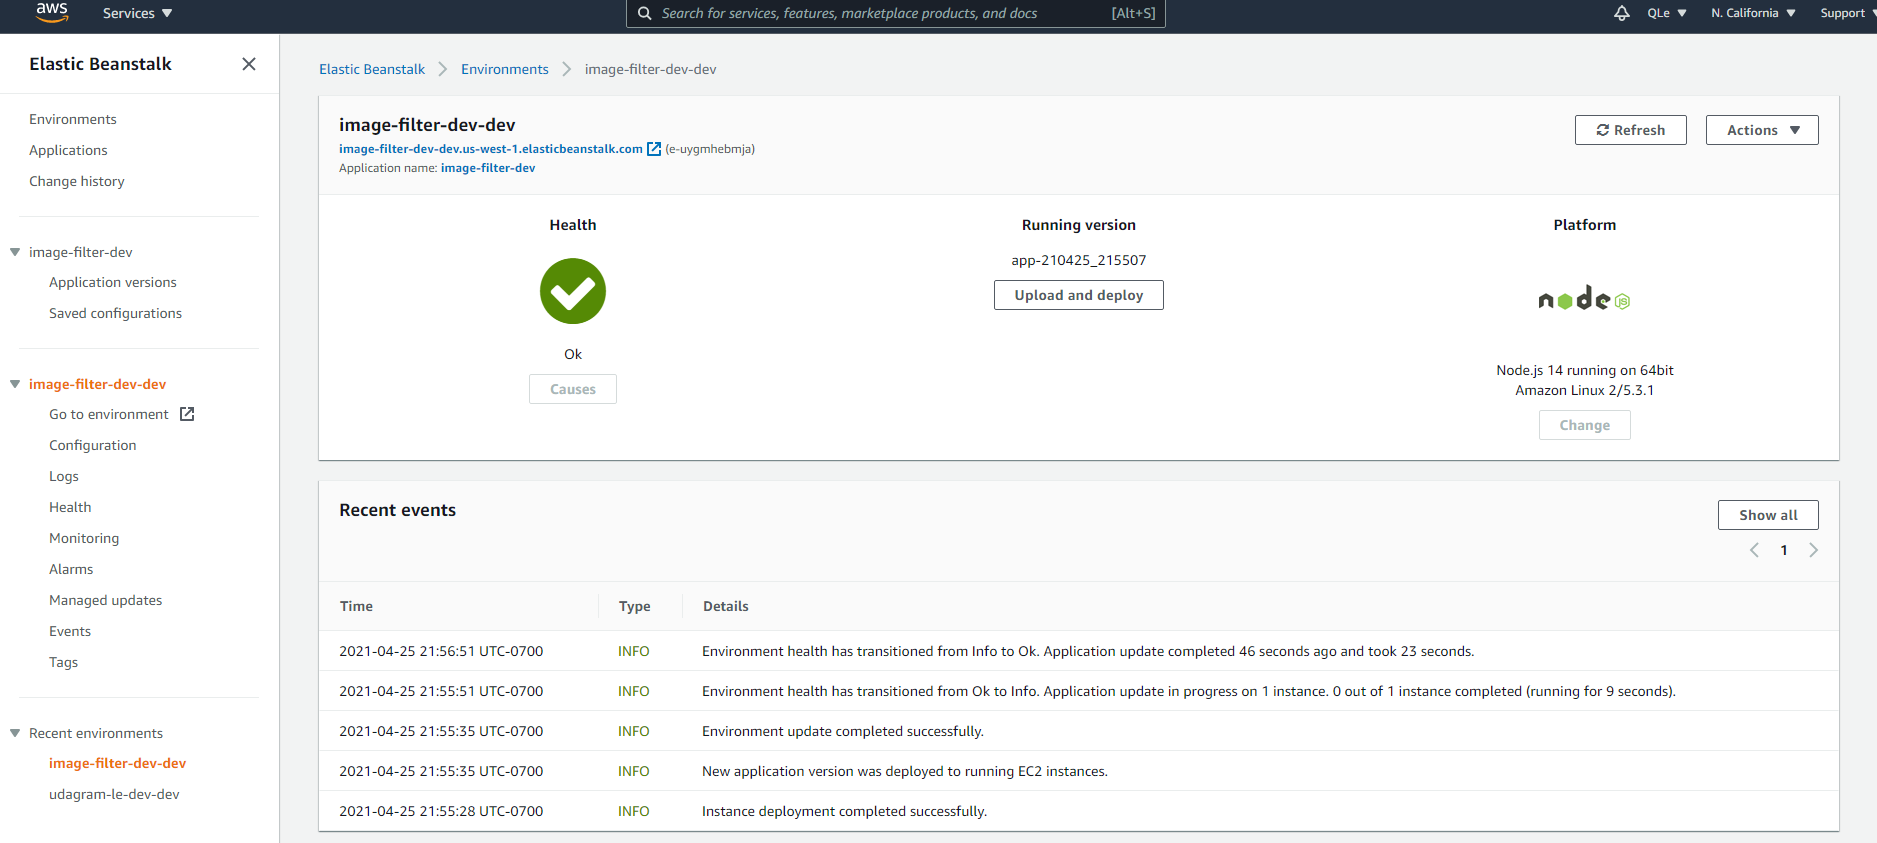 aws
Services
Search for services, features, marketplace products, and docs [Alt+S]
QLe
N. California
Support
Elastic Beanstalk
Environments
Applications
Change history
image-filter-dev
Application versions
Saved configurations
image-filter-dev-dev
Go to environment
Configuration
Logs
Health
Monitoring
Alarms
Managed updates
Events
Tags
Recent environments
image-filter-dev-dev
udagram-le-dev-dev
Elastic Beanstalk > Environments > image-filter-dev-dev
image-filter-dev-dev
image-filter-dev-dev.us-west-1.elasticbeanstalk.com (e-uygmhebmja)
Application name: image-filter-dev
Refresh
Actions
Health
Ok
Causes
Running version
app-210425_215507
Upload and deploy
Platform
node JS
Node.js 14 running on 64bit
Amazon Linux 2/5.3.1
Change
Recent events
Show all
1
Time Type Details
2021-04-25 21:56:51 UTC-0700 INFO Environment health has transitioned from Info to Ok. Application update completed 46 seconds ago and took 23 seconds.
2021-04-25 21:55:51 UTC-0700 INFO Environment health has transitioned from Ok to Info. Application update in progress on 1 instance. 0 out of 1 instance completed (running for 9 seconds).
2021-04-25 21:55:35 UTC-0700 INFO Environment update completed successfully.
2021-04-25 21:55:35 UTC-0700 INFO New application version was deployed to running EC2 instances.
2021-04-25 21:55:28 UTC-0700 INFO Instance deployment completed successfully.